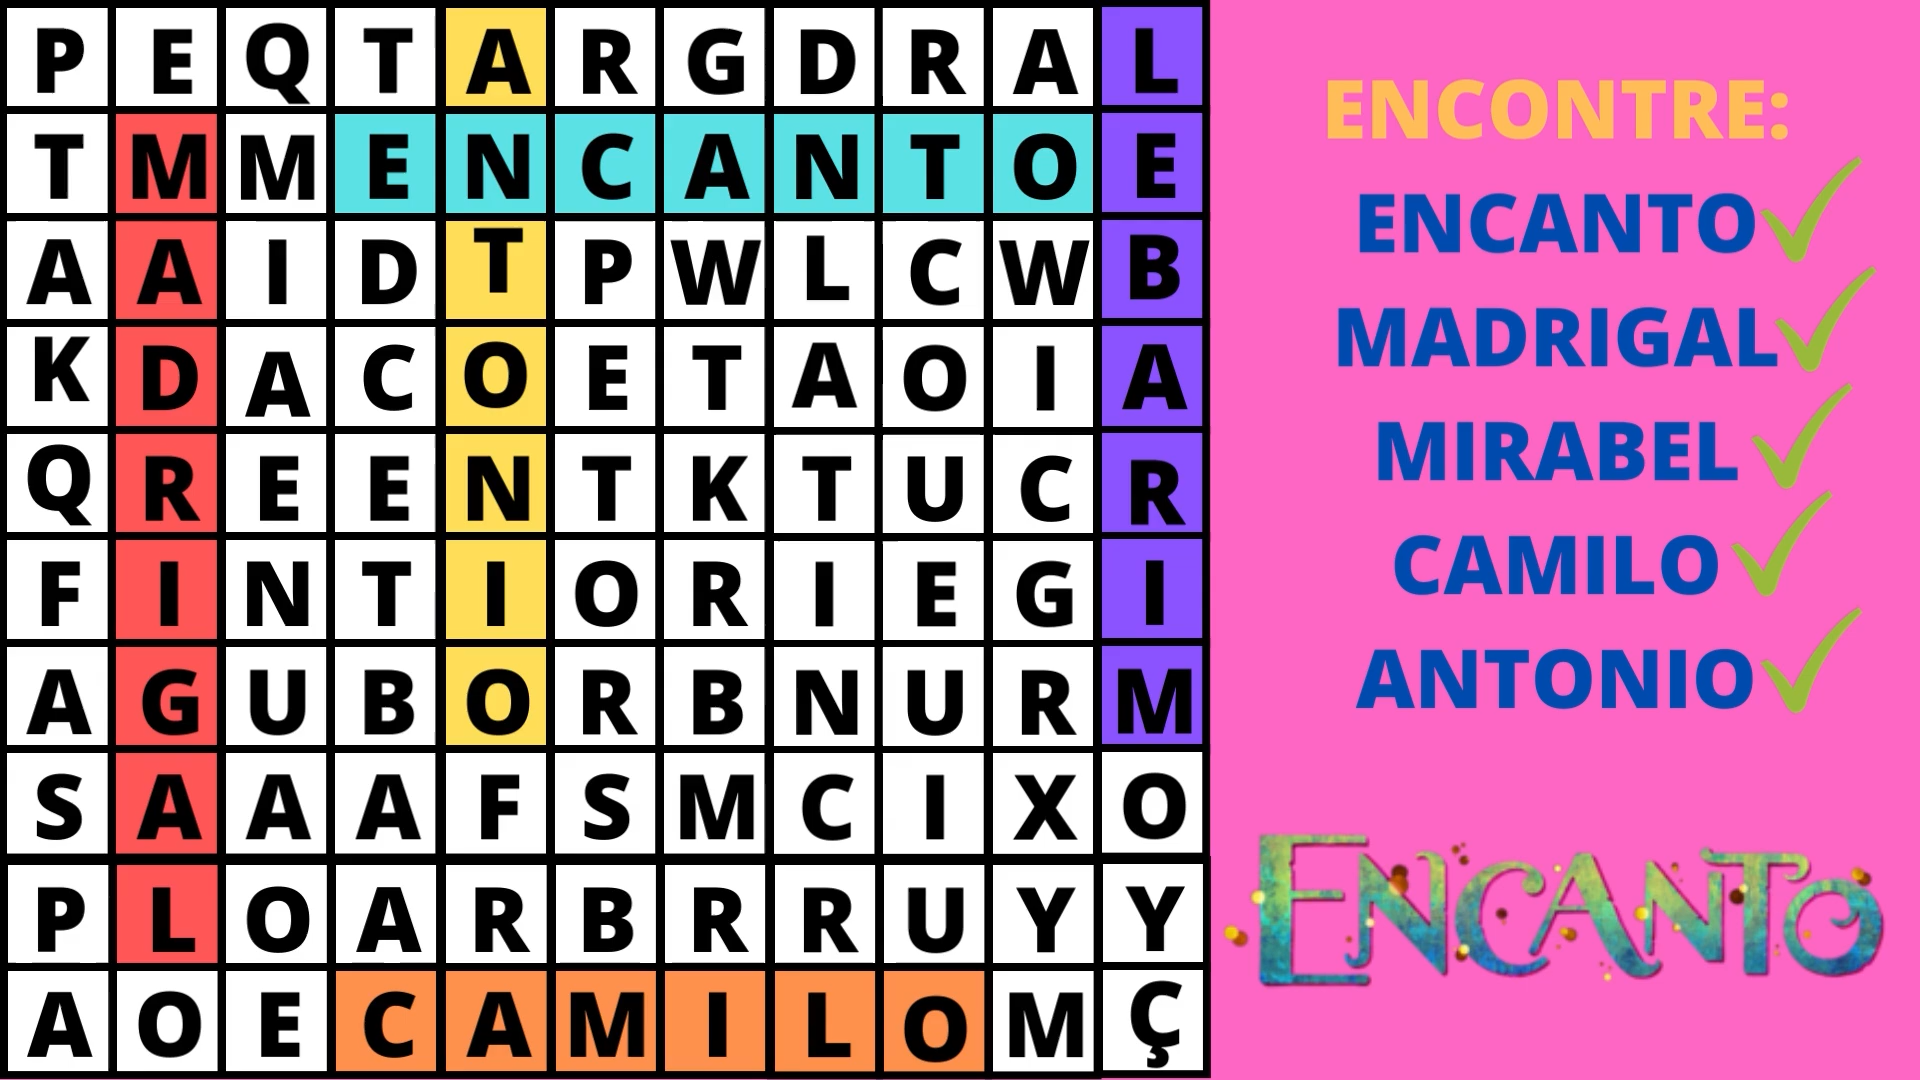 P E Q T A R G D R A L
T M M E N C A N T O E
A A I D T P W L C W B
K D A C O E T A O I A
Q R E E N T K T U C R
F I N T I O R I E G I
A G U B O R B N U R M
S A A A F S M C I X O
P L O A R B R R U Y Y
A O E C A M I L O M Ç
ENCONTRE:
ENCANTO
MADRIGAL
MIRABEL
CAMILO
ANTONIO
ENCANTO